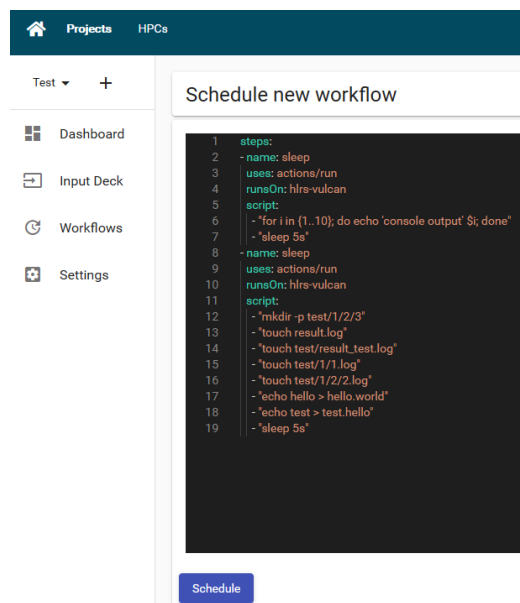 Projects HPCs
Test
Schedule new workflow
Dashboard
Input Deck
Workflows
Settings
1 steps:
2 - name: sleep
3 uses: actions/run
4 runsOn: hlrs-vulcan
5 script:
6 - "for i in {1..10}; do echo 'console output' $i; done"
7 - "sleep 5s"
8 - name: sleep
9 uses: actions/run
10 runsOn: hlrs-vulcan
11 script:
12 - "mkdir -p test/1/2/3"
13 - "touch result.log"
14 - "touch test/result_test.log"
15 - "touch test/1/1.log"
16 - "touch test/1/2/2.log"
17 - "echo hello > hello.world"
18 - "echo test > test.hello"
19 - "sleep 5s"
Schedule